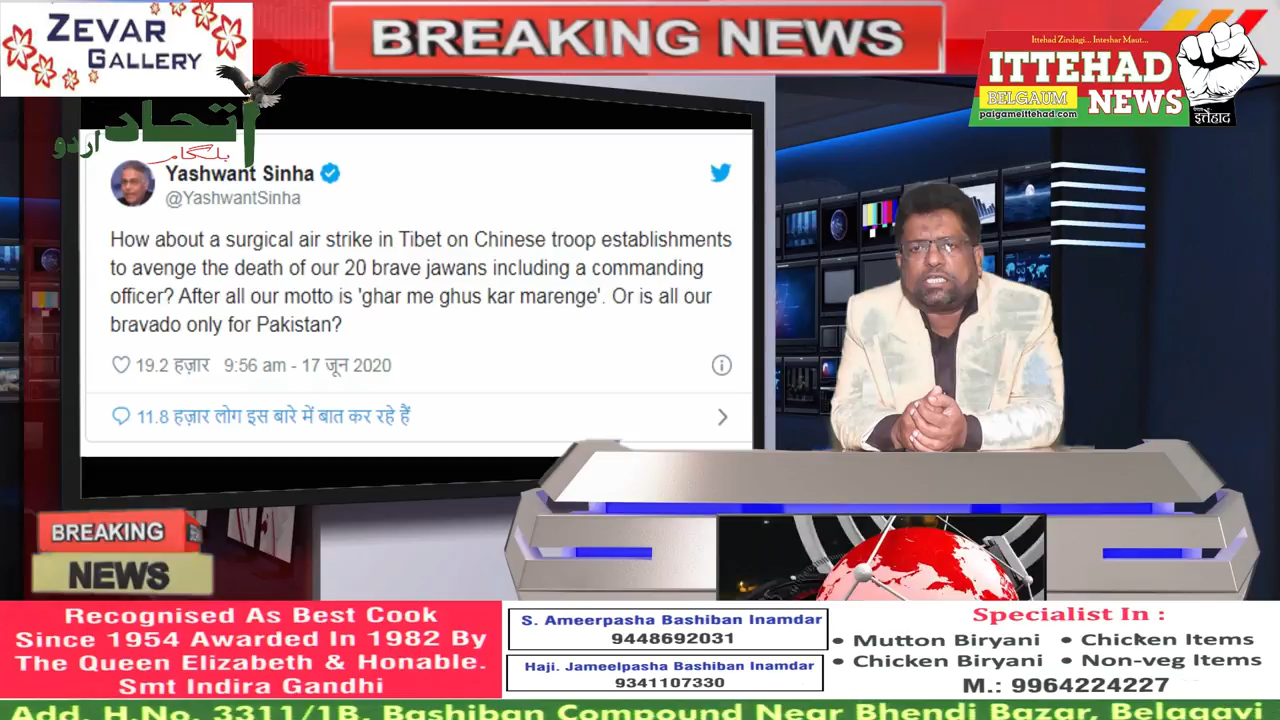 ZEVAR
GALLERY
BREAKING NEWS
Ittehad Zindagi... Inteshar Maut...
ITTEHAD
BELGAUM
NEWS
paigameittehad.com
इत्तेहाद
اتحاد
اردو
بلگام
Yashwant Sinha
@YashwantSinha
How about a surgical air strike in Tibet on Chinese troop establishments
to avenge the death of our 20 brave jawans including a commanding
officer? After all our motto is 'ghar me ghus kar marenge'. Or is all our
bravado only for Pakistan?
19.2 हज़ार 9:56 am - 17 जून 2020
11.8 हज़ार लोग इस बारे में बात कर रहे हैं
BREAKING
NEWS
Recognised As Best Cook
Since 1954 Awarded In 1982 By
The Queen Elizabeth & Honable.
Smt Indira Gandhi
S. Ameerpasha Bashiban Inamdar
9448692031
Haji. Jameelpasha Bashiban Inamdar
9341107330
Specialist In :
• Mutton Biryani • Chicken Items
• Chicken Biryani • Non-veg Items
M.: 9964224227
Add. H.No. 3311/1B, Bashiban Compound Near Bhendi Bazar, Belagavi